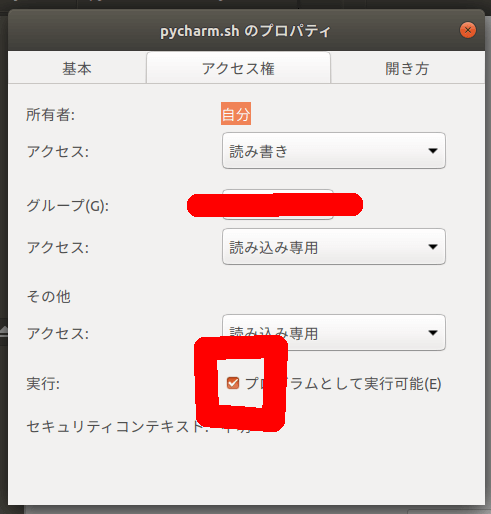 pycharm.sh のプロパティ
基本 アクセス権 開き方
所有者: 自分
アクセス: 読み書き
グループ(G):
アクセス: 読み込み専用
その他
アクセス: 読み込み専用
実行: プログラムとして実行可能(E)
セキュリティコンテキスト: